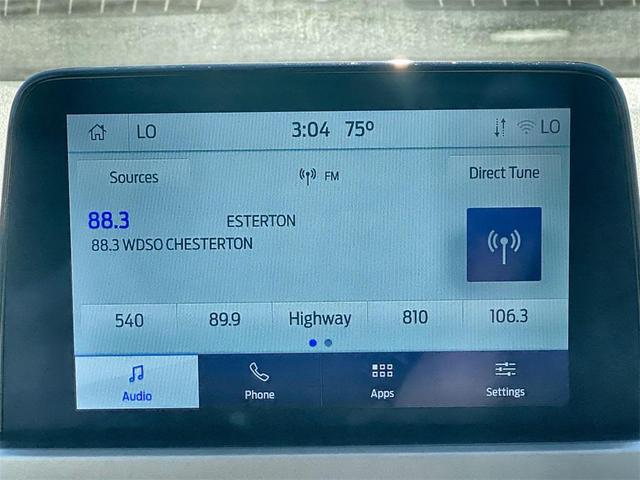 LO 3:04 75º LO
Sources FM Direct Tune
88.3 ESTERTON
88.3 WDSO CHESTERTON
540 89.9 Highway 810 106.3
Audio Phone Apps Settings